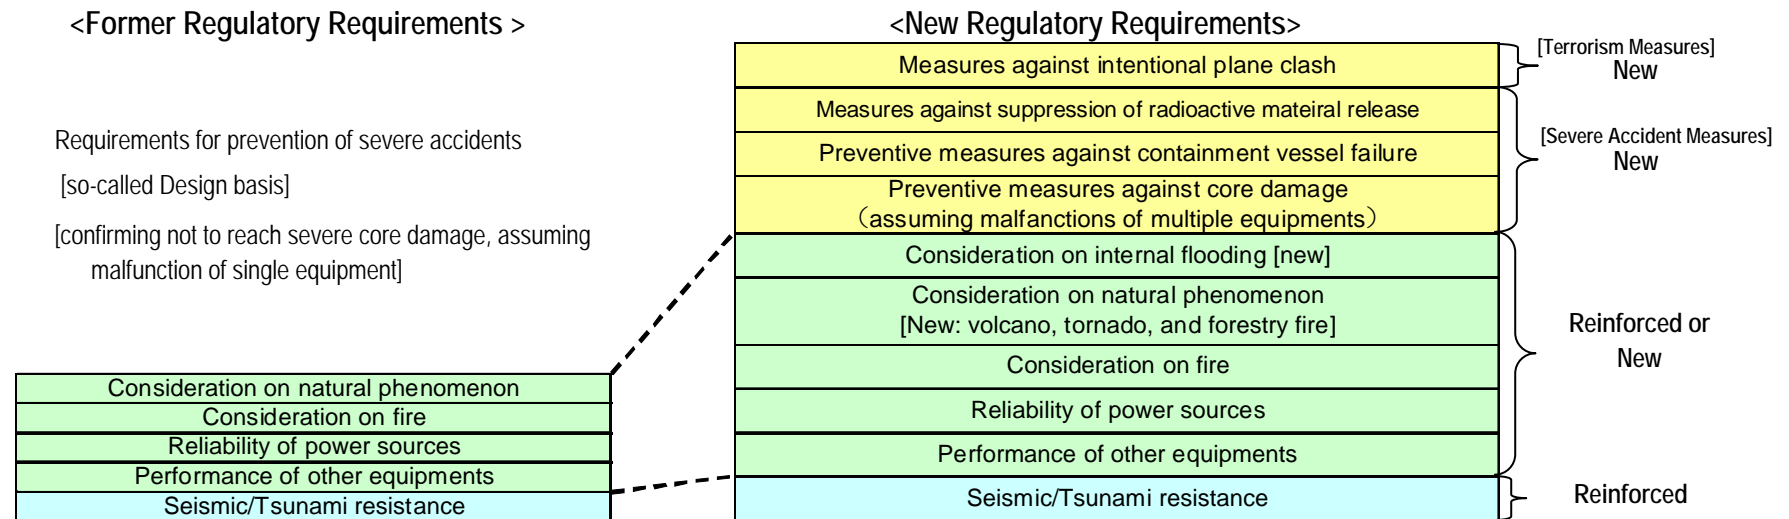 <Former Regulatory Requirements >
Requirements for prevention of severe accidents
[so-called Design basis]
[confirming not to reach severe core damage, assuming
malfunction of single equipment]
Consideration on natural phenomenon
Consideration on fire
Reliability of power sources
Performance of other equipments
Seismic/Tsunami resistance
<New Regulatory Requirements>
Measures against intentional plane clash
Measures against suppression of radioactive mateiral release
Preventive measures against containment vessel failure
Preventive measures against core damage
（assuming malfanctions of multiple equipments）
Consideration on internal flooding [new]
Consideration on natural phenomenon
[New: volcano, tornado, and forestry fire]
Consideration on fire
Reliability of power sources
Performance of other equipments
Seismic/Tsunami resistance
[Terrorism Measures]
New
[Severe Accident Measures]
New
Reinforced or
New
Reinforced